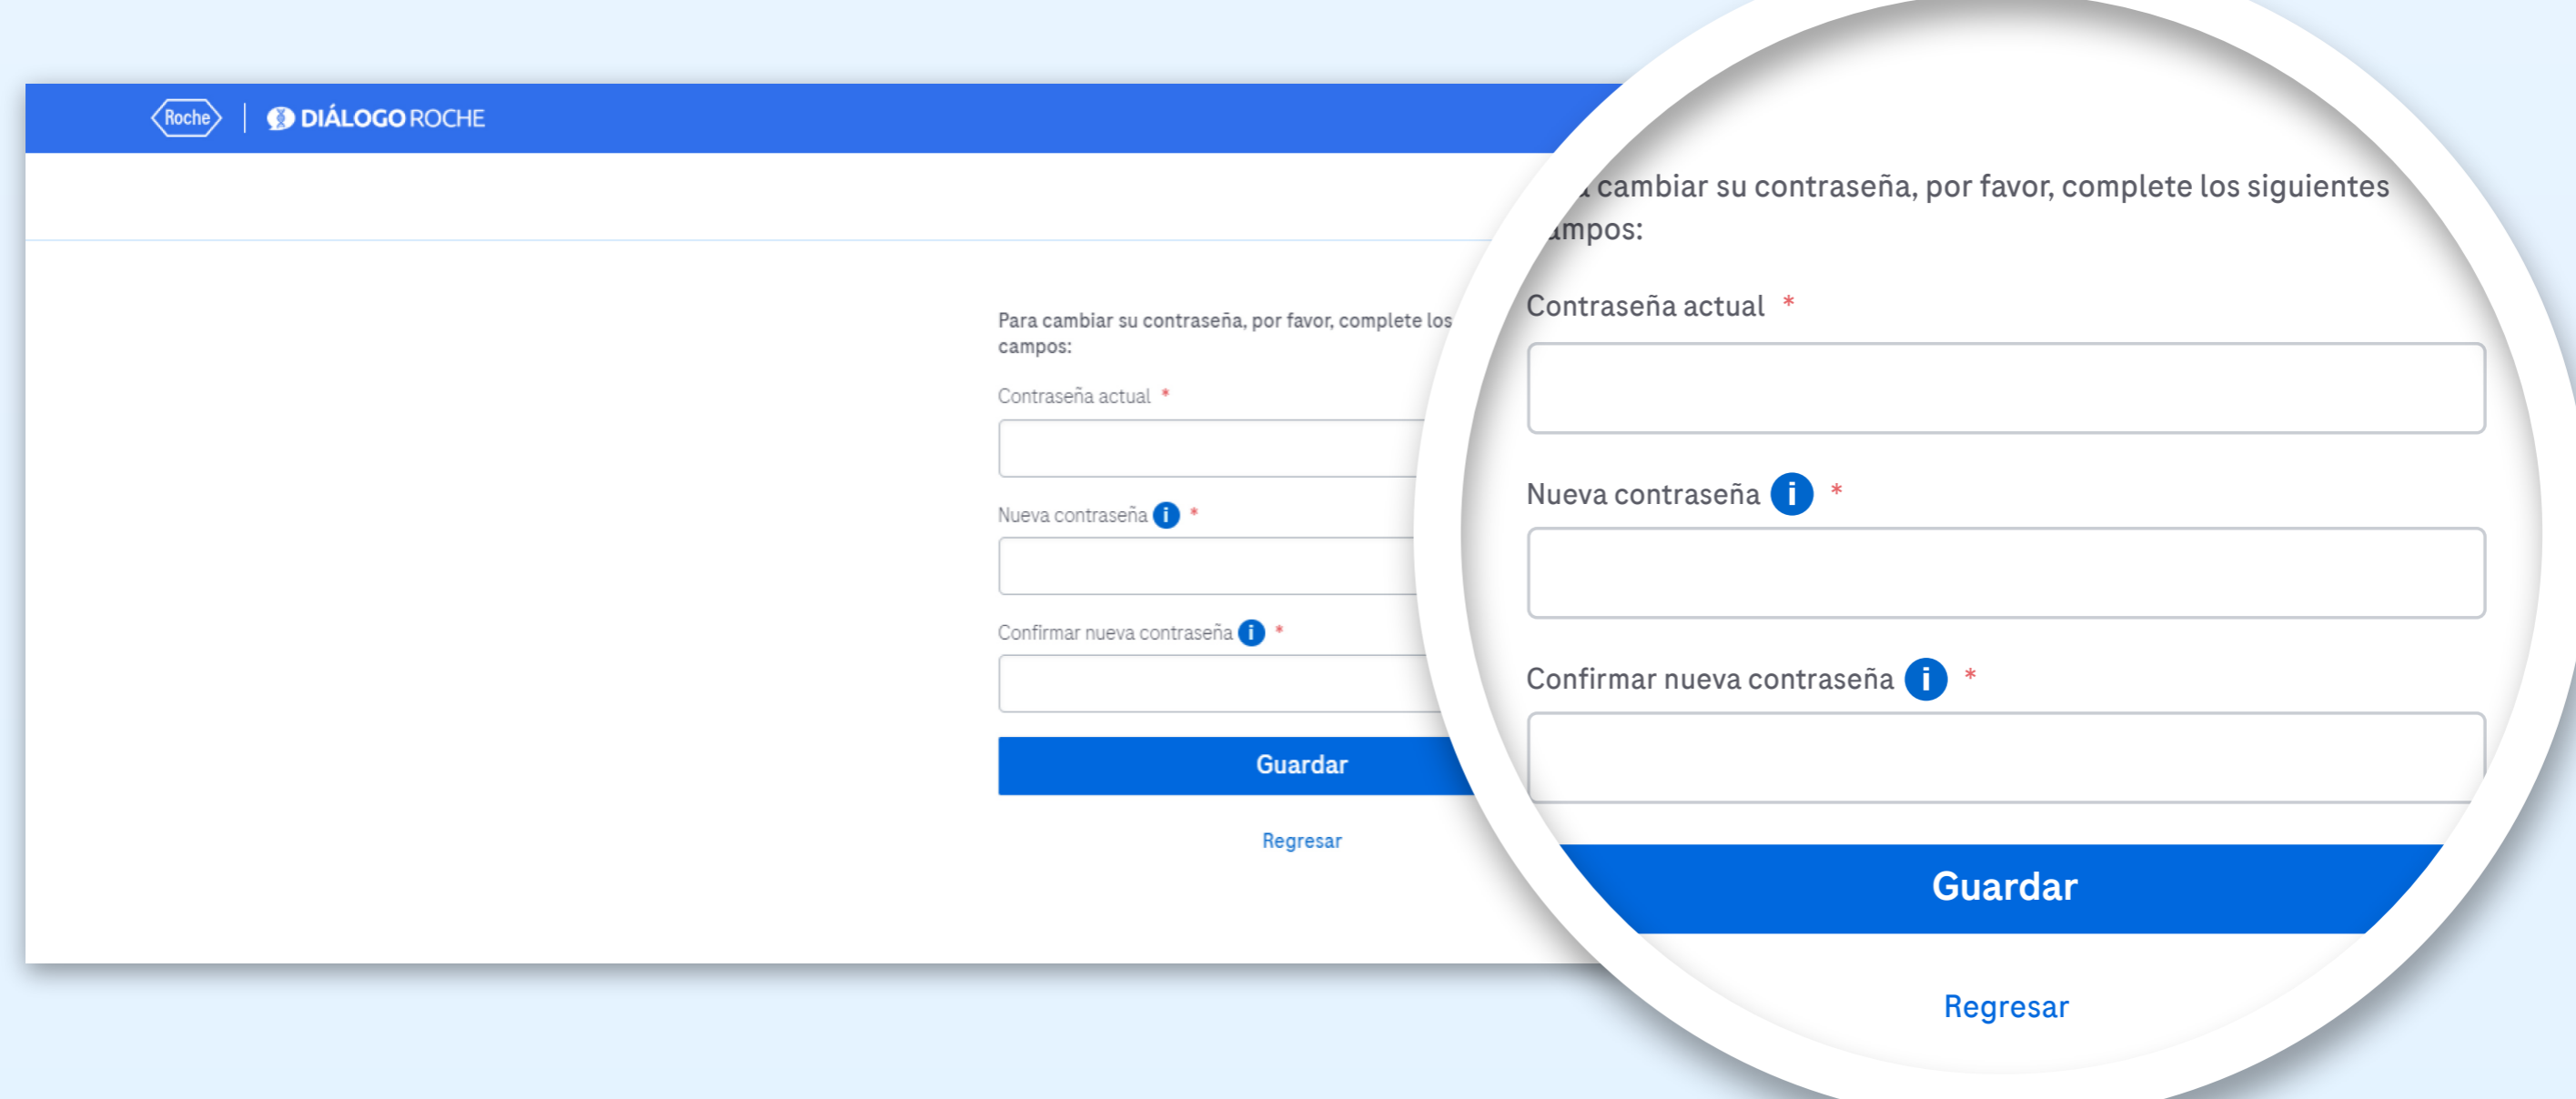 Roche
DIÁLOGO ROCHE
Para cambiar su contraseña, por favor, complete los
campos:
Contraseña actual *
Nueva contraseña i *
Confirmar nueva contraseña i *
Guardar
Regresar
cambiar su contraseña, por favor, complete los siguientes
campos:
Contraseña actual *
Nueva contraseña i *
Confirmar nueva contraseña i *
Guardar
Regresar